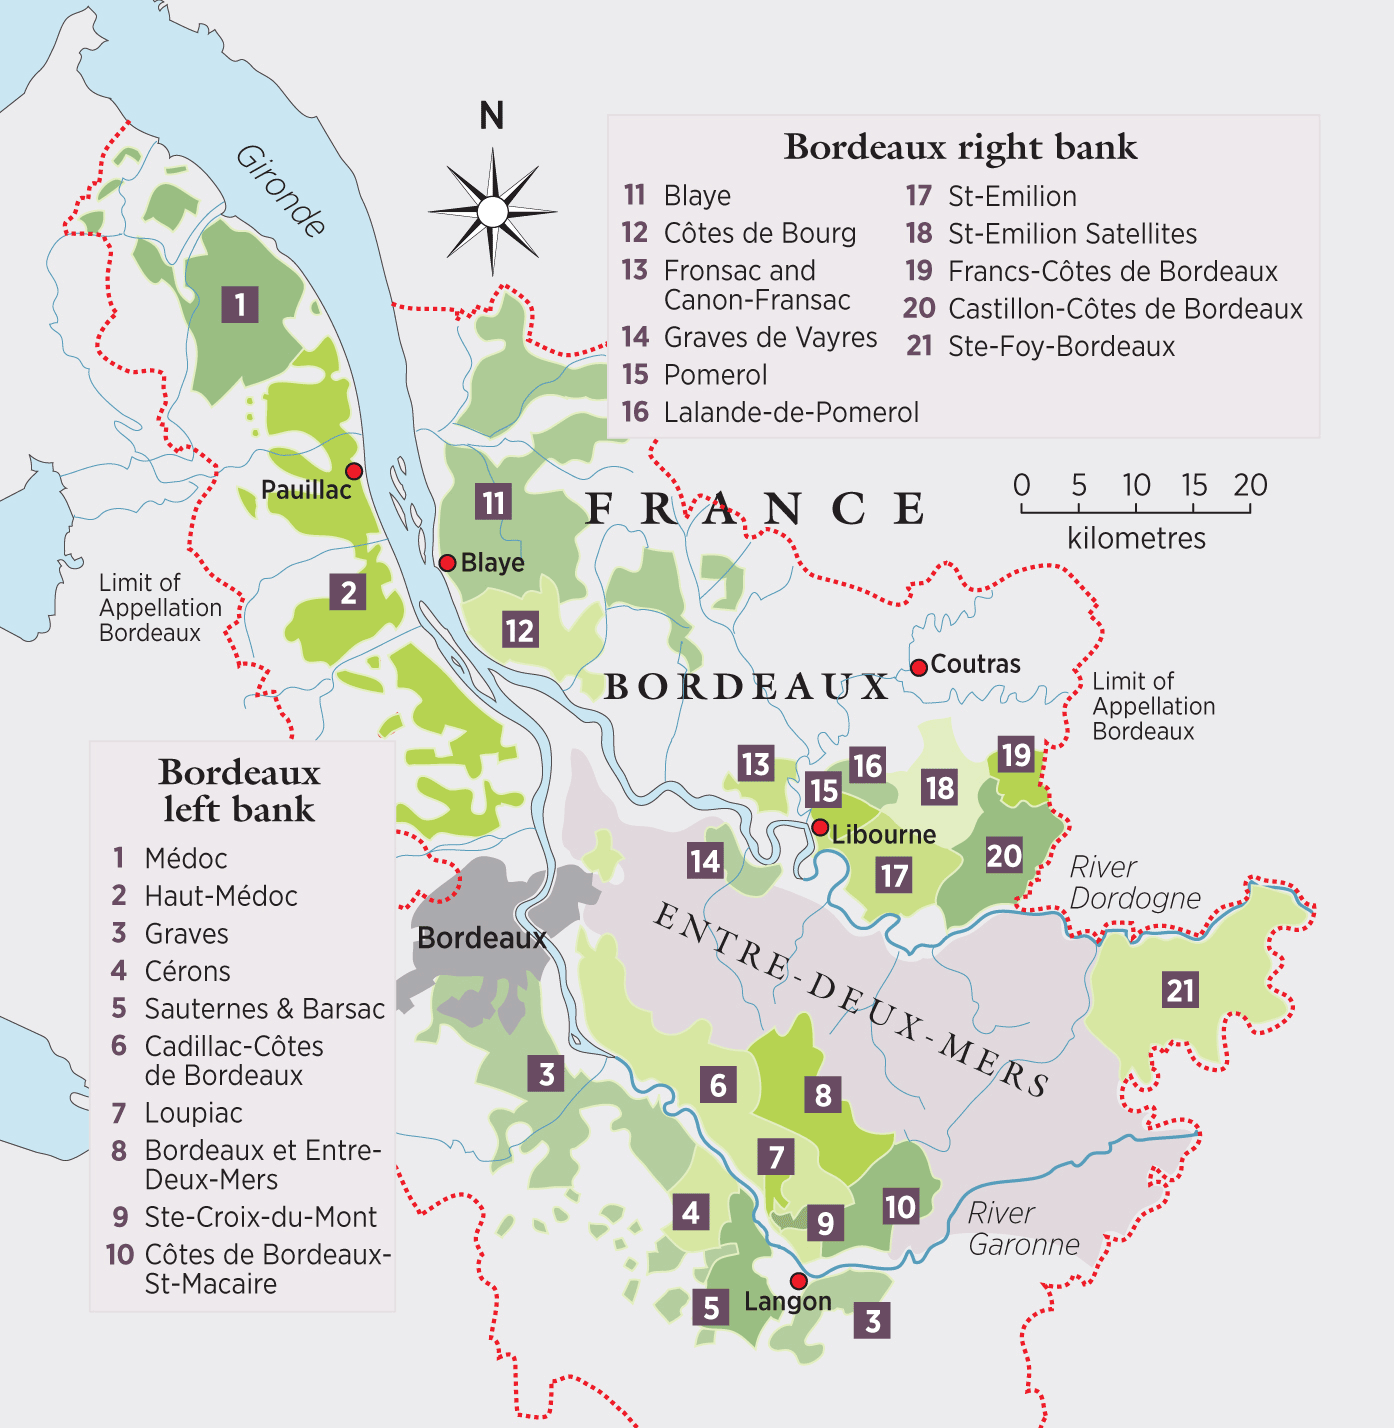 Gironde
N
Bordeaux right bank
11 Blaye
12 Côtes de Bourg
13 Fronsac and
Canon-Fransac
14 Graves de Vayres
15 Pomerol
16 Lalande-de-Pomerol
17 St-Emilion
18 St-Emilion Satellites
19 Francs-Côtes de Bordeaux
20 Castillon-Côtes de Bordeaux
21 Ste-Foy-Bordeaux
1
Pauillac
11
FRANCE
0 5 10 15 20
kilometres
Blaye
Limit of
Appellation
Bordeaux
2
12
BORDEAUX
Coutras
Limit of
Appellation
Bordeaux
Bordeaux
left bank
1 Médoc
2 Haut-Médoc
3 Graves
4 Cérons
5 Sauternes & Barsac
6 Cadillac-Côtes
de Bordeaux
7 Loupiac
8 Bordeaux et Entre-
Deux-Mers
9 Ste-Croix-du-Mont
10 Côtes de Bordeaux-
St-Macaire
13
16
15
18
19
Libourne
14
17
20
River
Dordogne
Bordeaux
ENTRE-DEUX-MERS
21
3
6
8
7
4
9
10
River
Garonne
5
Langon
3